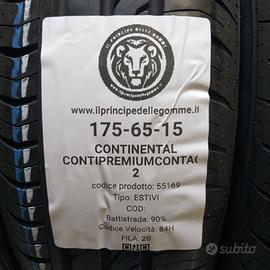 IL PRINCIPE DELLE GOMME
www.ilprincipedellegomme.it
175-65-15
CONTINENTAL
CONTIPREMIUMCONTAC
2
codice prodotto: 55169
Tipo: ESTIVI
COD:
Battistrada: 90%
Codice Velocità: 84H
FILA: 20
subito